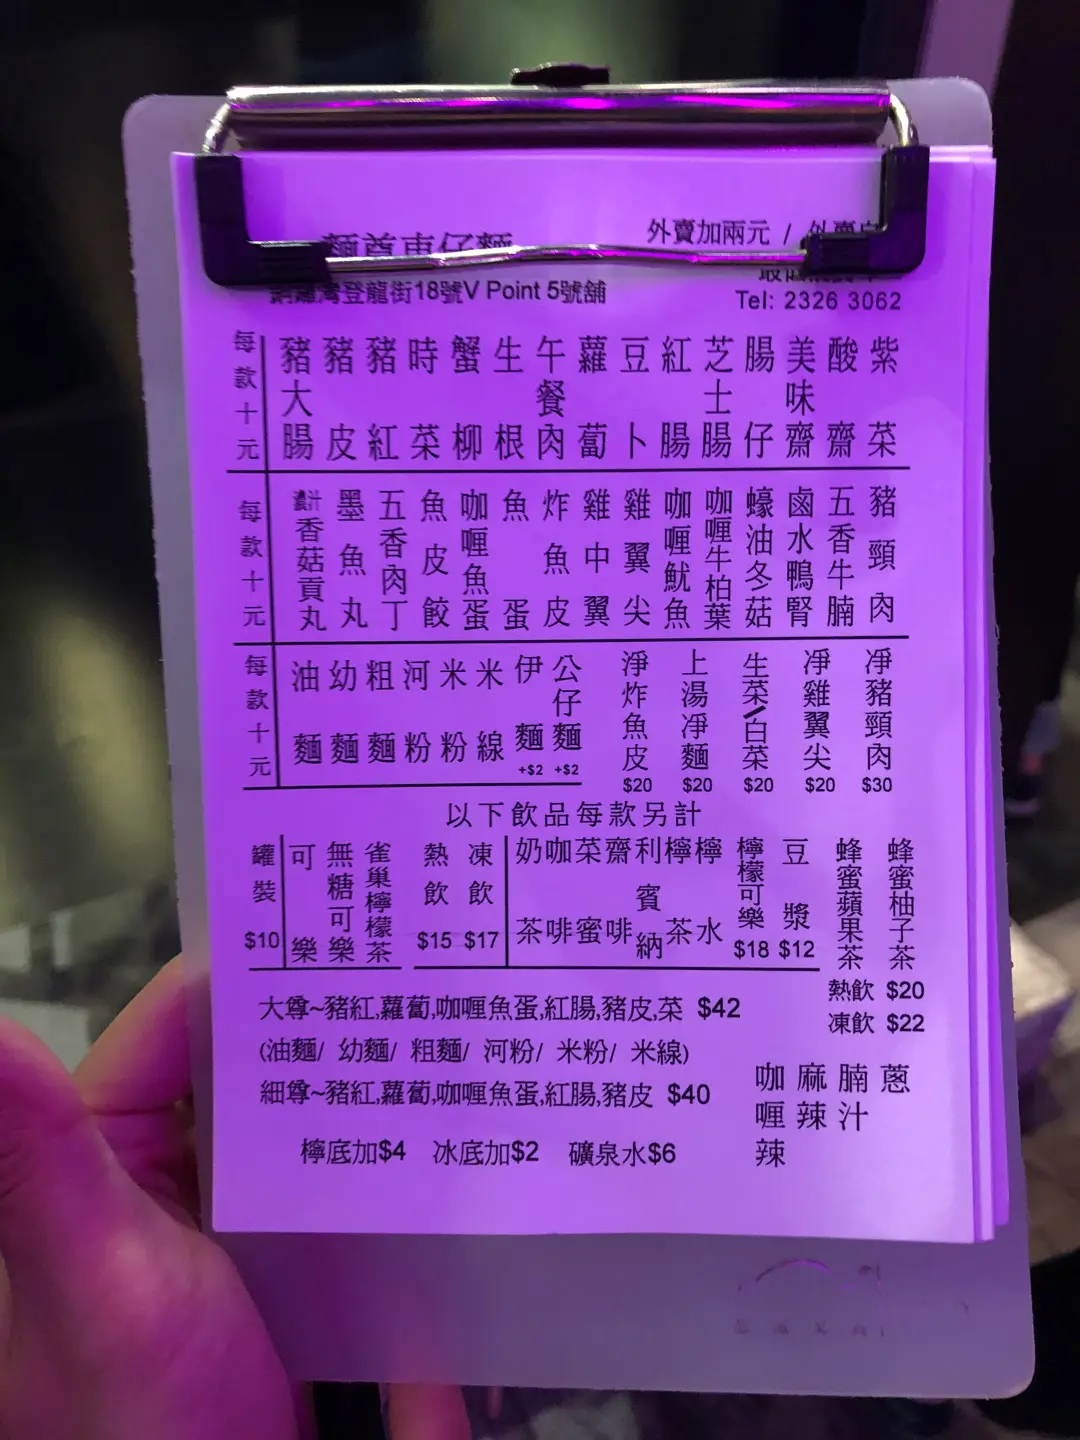 麵尊車仔麵
外賣加兩元 /
銅鑼灣登龍街18號V Point 5號舖
Tel: 2326 3062
每款十元
豬大腸
豬皮
豬紅
時菜
蟹柳
生根
午餐肉
蘿蔔
豆卜
紅腸
芝士腸
腸仔
美味齋
酸齋
紫菜
每款十元
濃汁香菇貢丸
墨魚丸
五香肉丁
魚皮餃
咖喱魚蛋
魚蛋
炸魚皮
雞中翼
雞翼尖
咖喱魷魚
咖喱牛柏葉
蠔油冬菇
鹵水鴨腎
五香牛腩
豬頸肉
每款十元
油麵
幼麵
粗麵
河粉
米粉
米線
伊麵 +$2
公仔麵 +$2
淨炸魚皮 $20
上湯凈麵 $20
生菜/白菜 $20
凈雞翼尖 $20
凈豬頸肉 $30
以下飲品每款另計
罐裝 $10
可樂
無糖可樂
雀巢檸檬茶
熱飲 $15
凍飲 $17
奶茶
咖啡
菜蜜
齋啡
利賓納
檸茶
檸水
檸檬可樂 $18
豆漿 $12
蜂蜜蘋果茶
蜂蜜柚子茶
熱飲 $20
凍飲 $22
大尊~豬紅,蘿蔔,咖喱魚蛋,紅腸,豬皮,菜 $42
(油麵/ 幼麵/ 粗麵/ 河粉/ 米粉/ 米線)
細尊~豬紅,蘿蔔,咖喱魚蛋,紅腸,豬皮 $40
咖喱辣
麻辣
腩汁
蔥
檸底加$4 冰底加$2 礦泉水$6